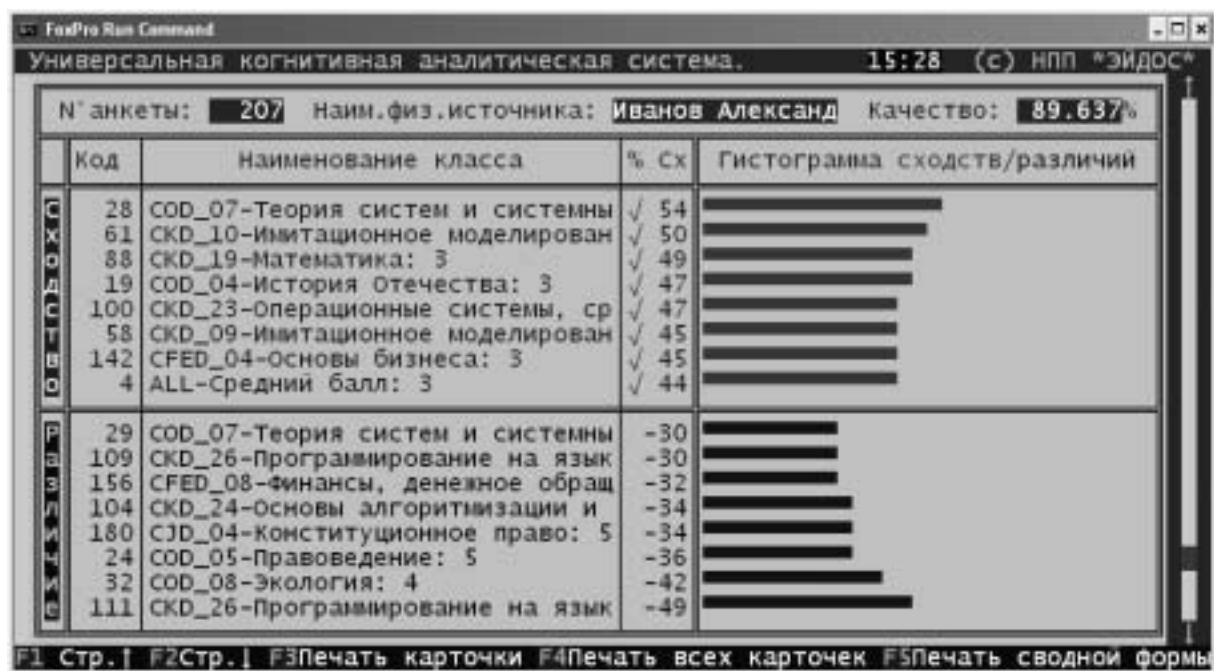 FoxPro Run Command
Универсальная когнитивная аналитическая система. 15:28 (c) НПП "ЭЙДОС"
N°анкеты: 207 Наим.физ.источника: Иванов Александ Качество: 89.637%
Код Наименование класса % Сх Гистограмма сходств/различий
Сходство
28 COD_07-Теория систем и системны √ 54
61 CKD_10-Имитационное моделирован √ 50
88 CKD_19-Математика: 3 √ 49
19 COD_04-История Отечества: 3 √ 47
100 CKD_23-Операционные системы, ср √ 47
58 CKD_09-Имитационное моделирован √ 45
142 CFED_04-Основы бизнеса: 3 √ 45
4 ALL-Средний балл: 3 √ 44
Различие
29 COD_07-Теория систем и системны -30
109 CKD_26-Программирование на язык -30
156 CFED_08-Финансы, денежное обращ -32
104 CKD_24-Основы алгоритмизации и -34
180 CJD_04-Конституционное право: 5 -34
24 COD_05-Правоведение: 5 -36
32 COD_08-Экология: 4 -42
111 CKD_26-Программирование на язык -49
F1 Стр.↑ F2Стр.↓ F3Печать карточки F4Печать всех карточек F5Печать сводной формы